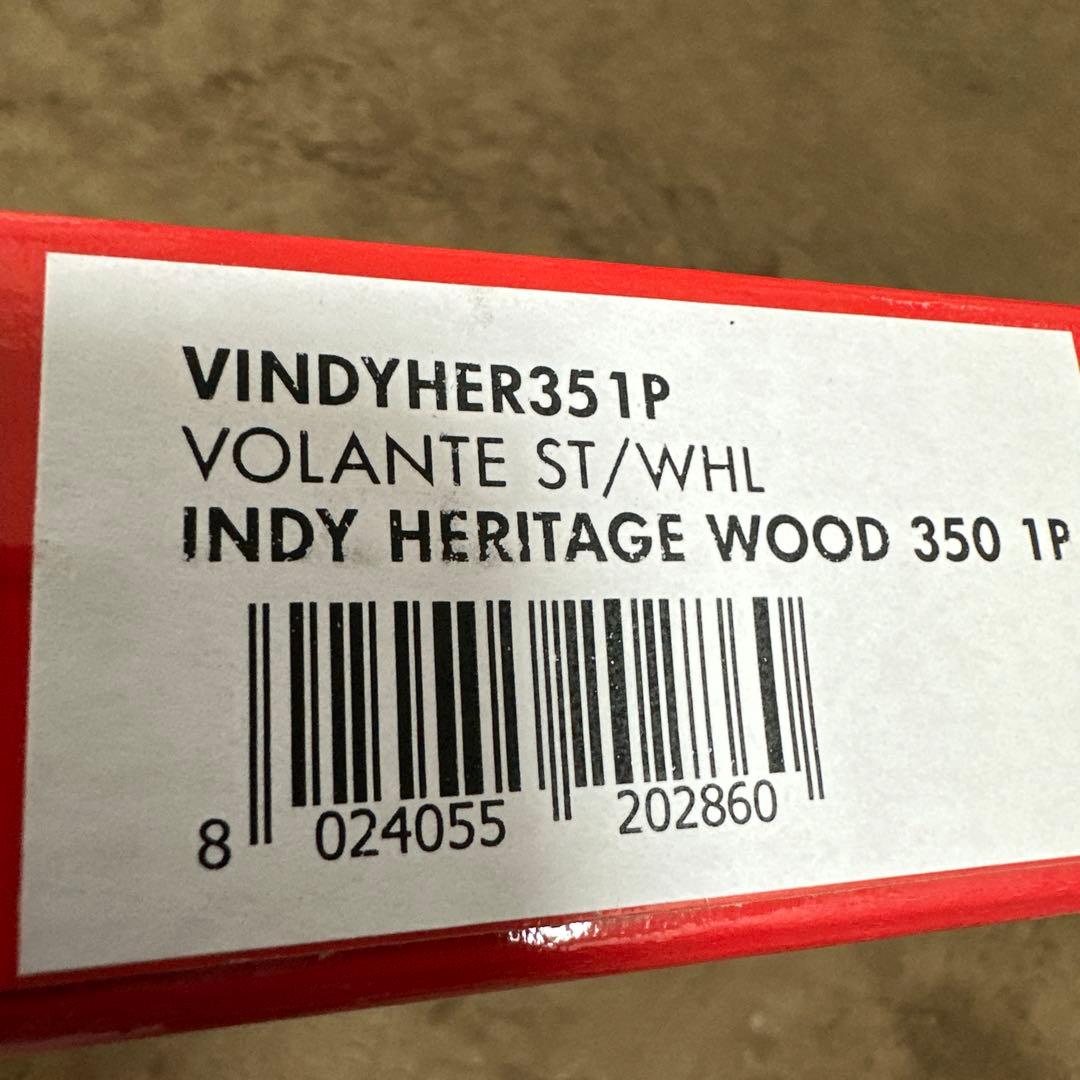 VINDYHER351P
VOLANTE ST/WHL
INDY HERITAGE WOOD 350 1P
8 024055 202860